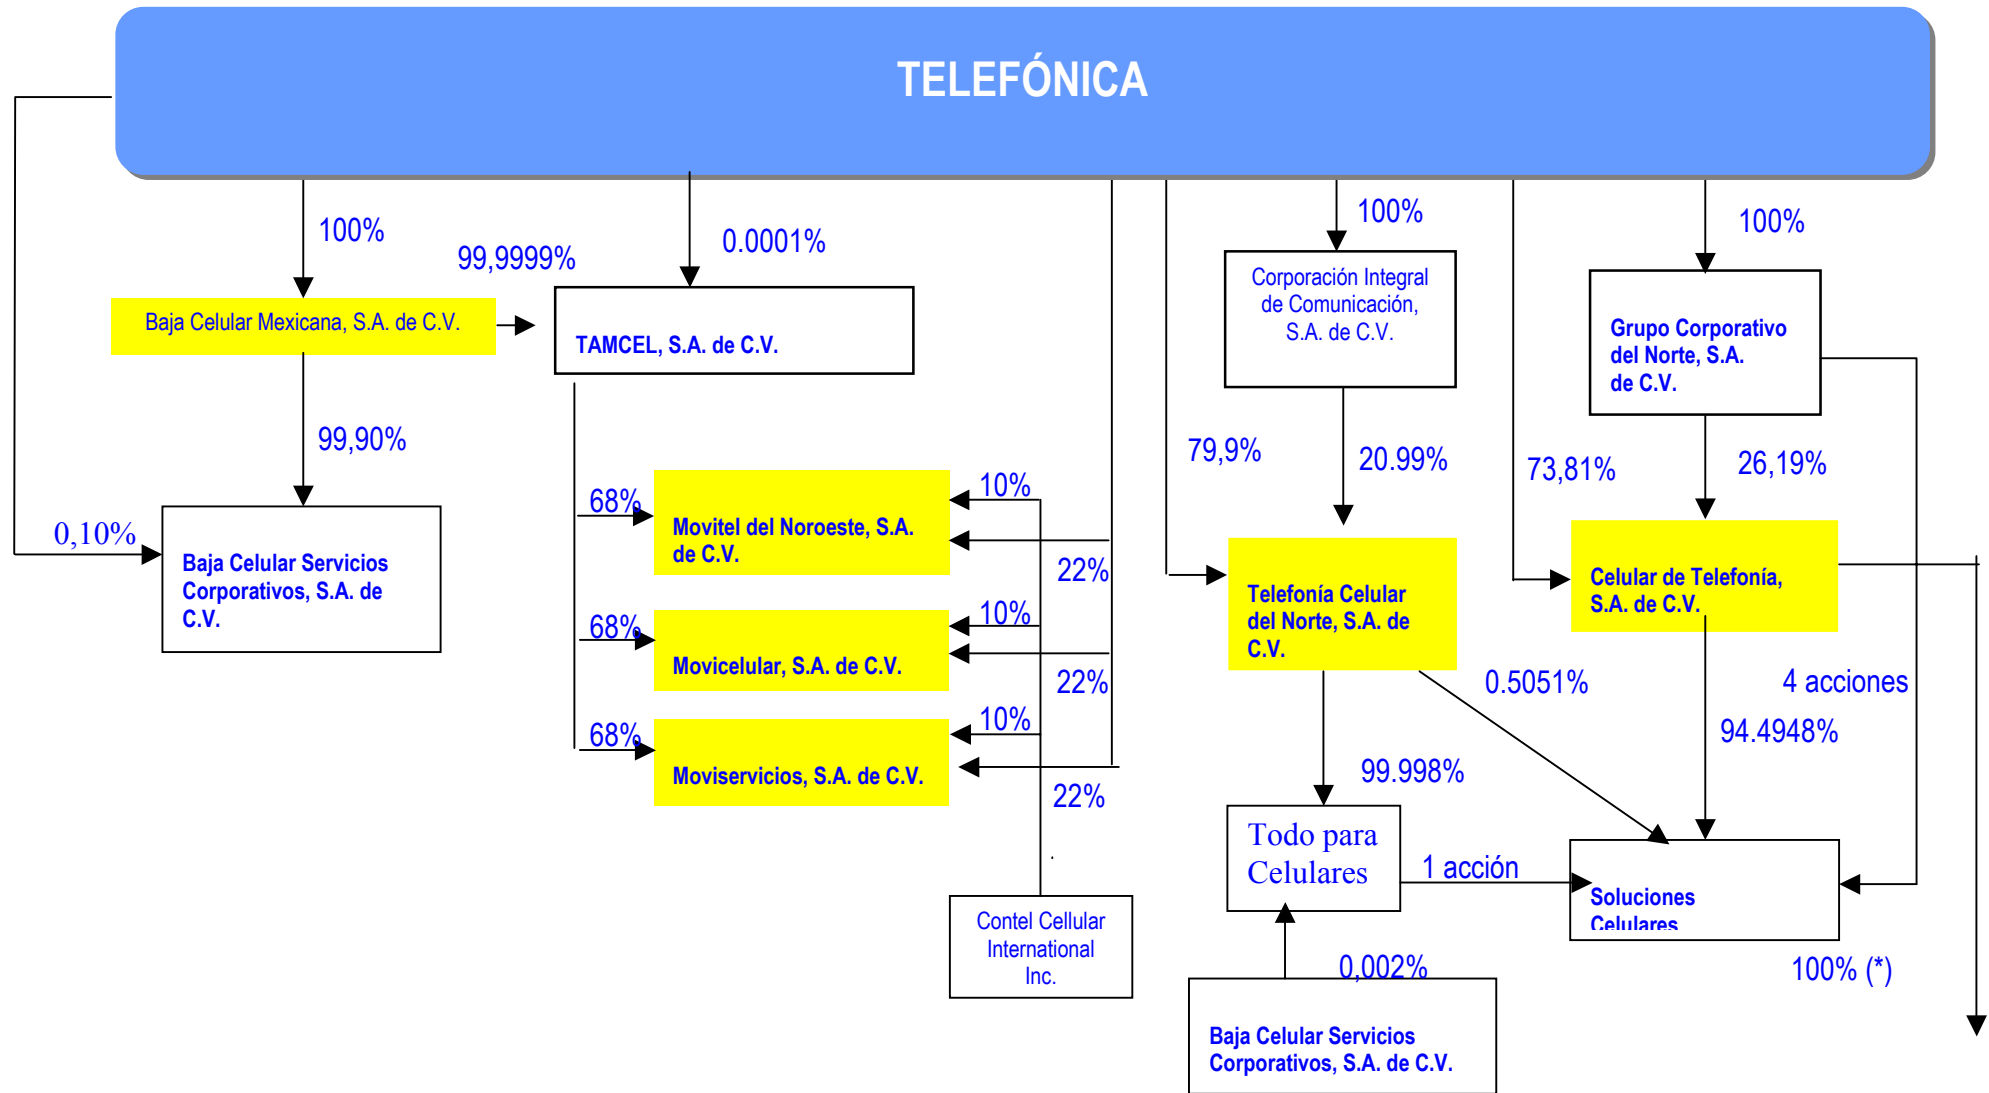 TELEFÓNICA
100%
99,9999%
0.0001%
100%
100%
Baja Celular Mexicana, S.A. de C.V.
TAMCEL, S.A. de C.V.
Corporación Integral
de Comunicación,
S.A. de C.V.
Grupo Corporativo
del Norte, S.A.
de C.V.
99,90%
79,9%
20.99%
73,81%
26,19%
0,10%
Baja Celular Servicios
Corporativos, S.A. de
C.V.
68%
Movitel del Noroeste, S.A.
de C.V.
10%
22%
68%
Movicelular, S.A. de C.V.
10%
22%
68%
Moviservicios, S.A. de C.V.
10%
22%
Telefonía Celular
del Norte, S.A. de
C.V.
Celular de Telefonía,
S.A. de C.V.
0.5051%
4 acciones
94.4948%
99.998%
Todo para
Celulares
1 acción
Soluciones
Celulares
Contel Cellular
International
Inc.
0,002%
100% (*)
Baja Celular Servicios
Corporativos, S.A. de C.V.